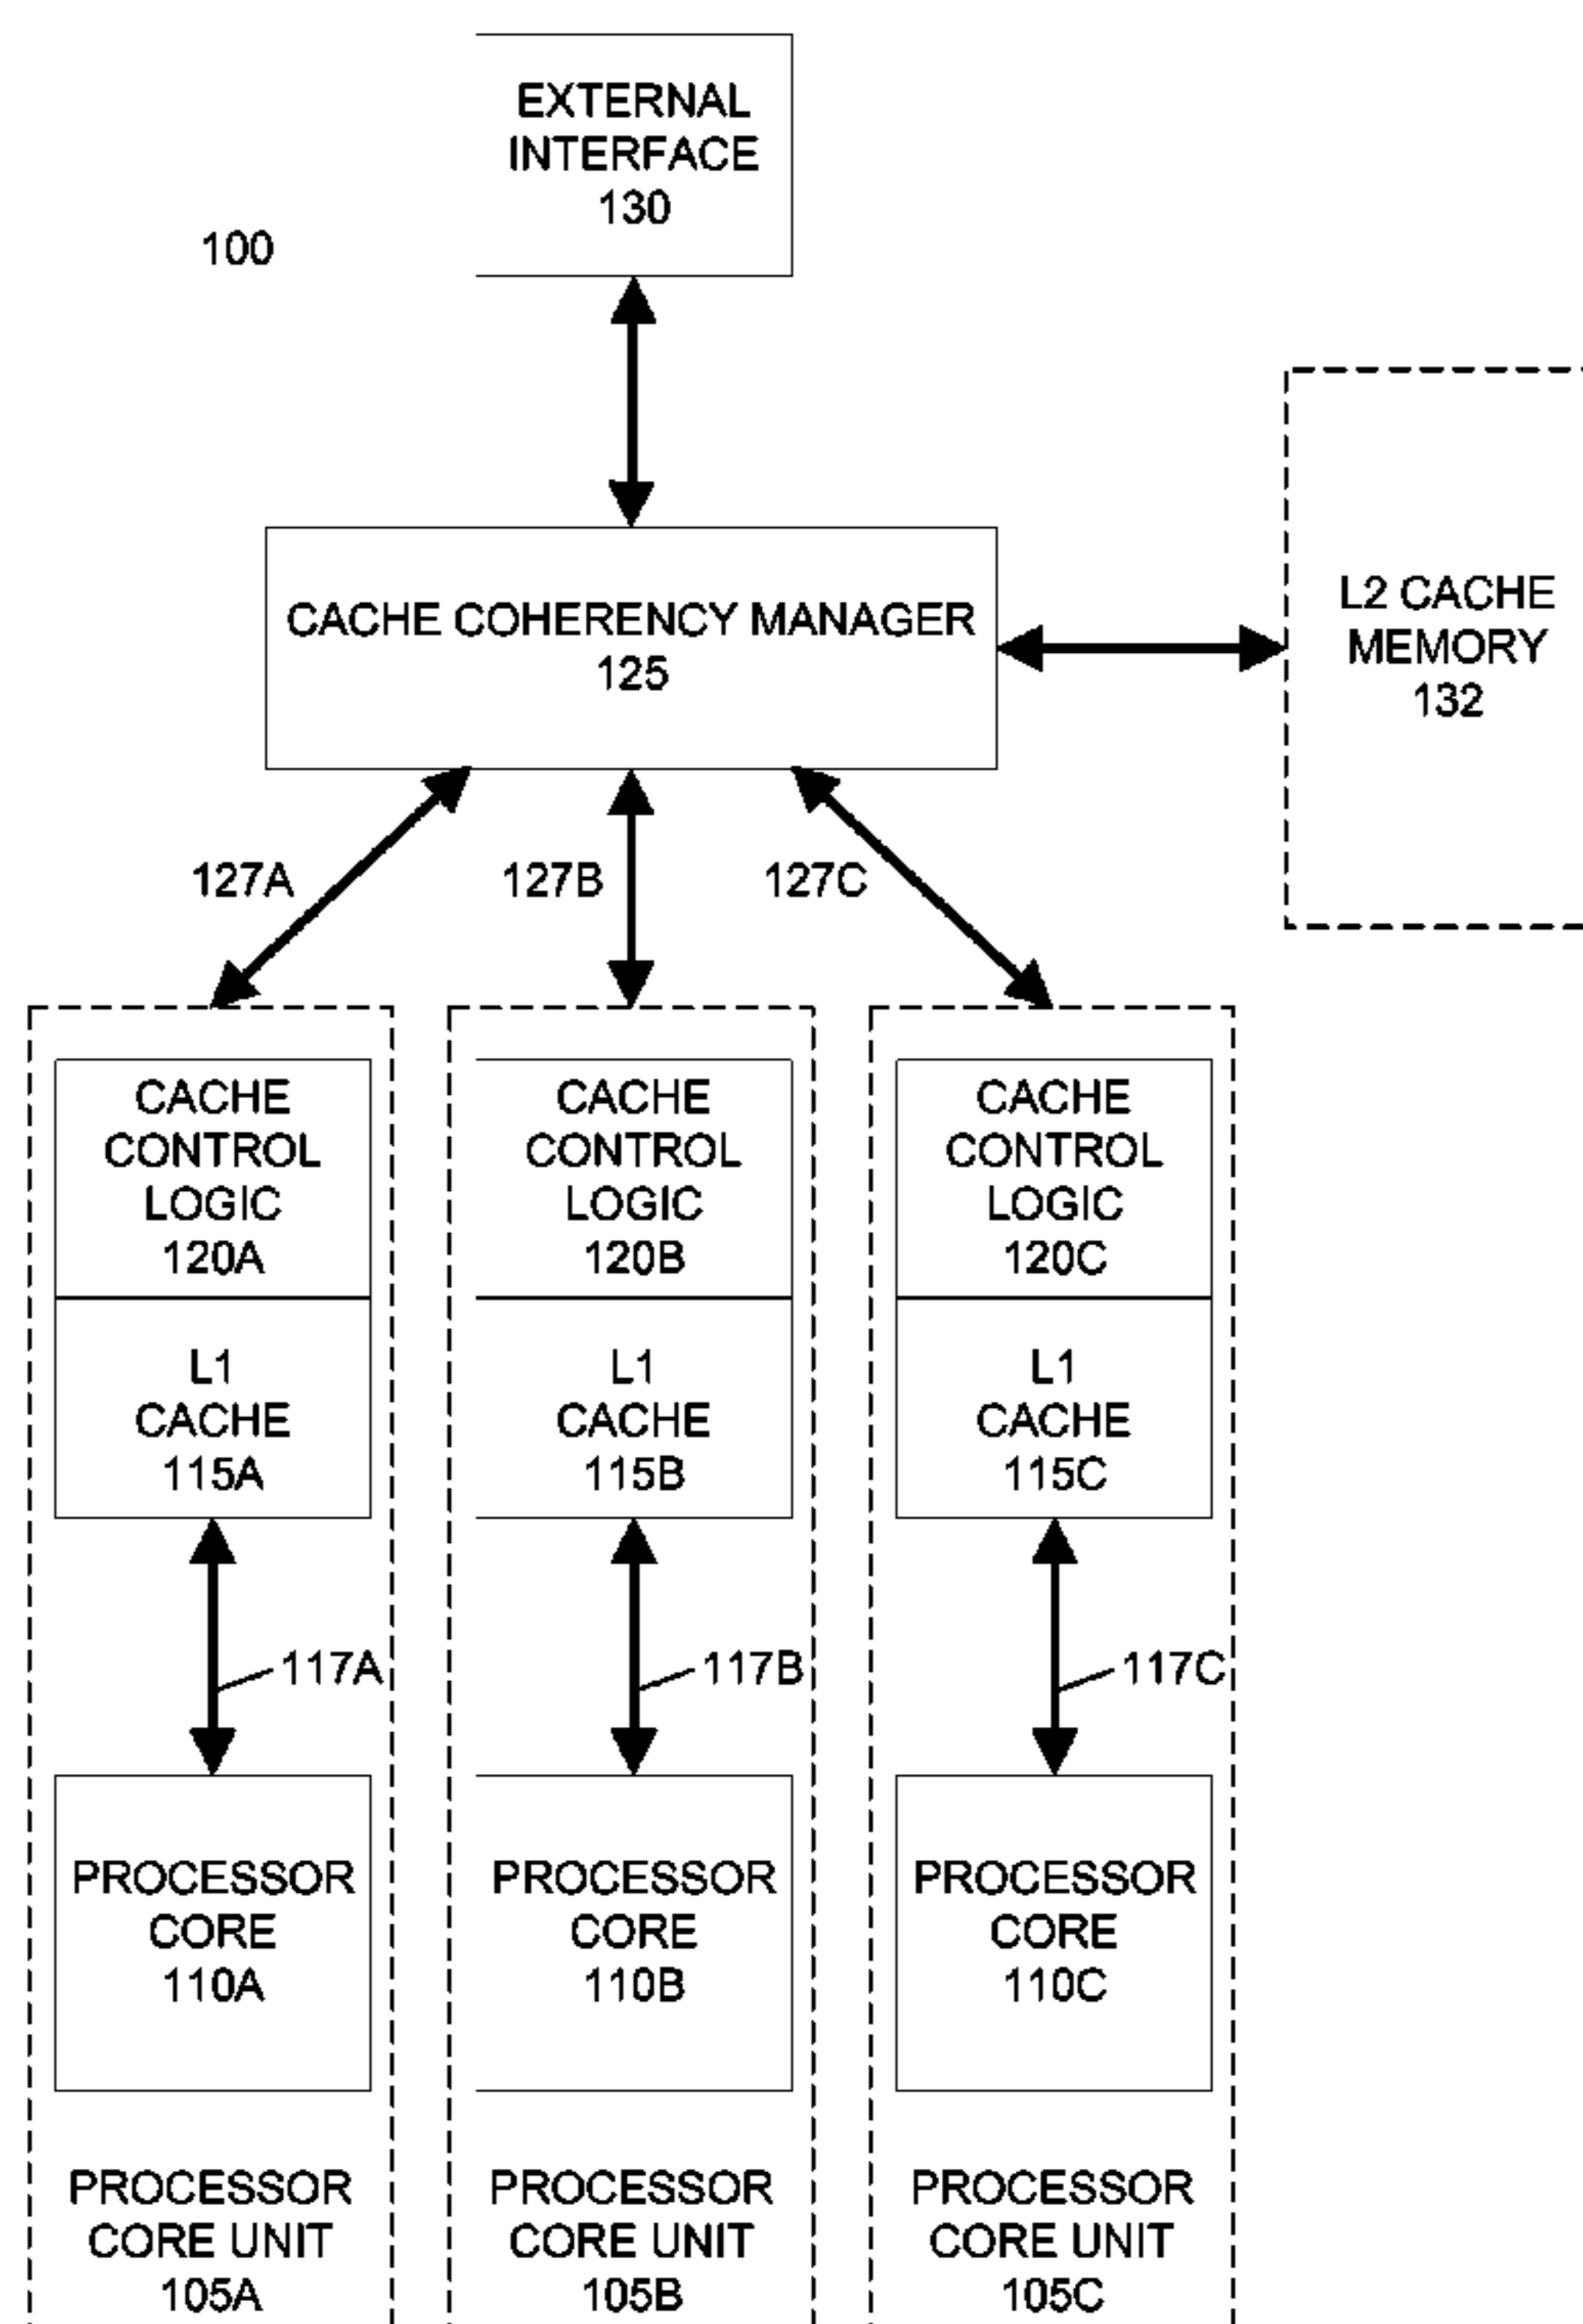 EXTERNAL
INTERFACE
130
100
CACHE COHERENCY MANAGER
125
L2 CACHE
MEMORY
132
127A
127B
127C
CACHE
CONTROL
LOGIC
120A
L1
CACHE
115A
117A
PROCESSOR
CORE
110A
PROCESSOR
CORE UNIT
105A
CACHE
CONTROL
LOGIC
120B
L1
CACHE
115B
117B
PROCESSOR
CORE
110B
PROCESSOR
CORE UNIT
105B
CACHE
CONTROL
LOGIC
120C
L1
CACHE
115C
117C
PROCESSOR
CORE
110C
PROCESSOR
CORE UNIT
105C